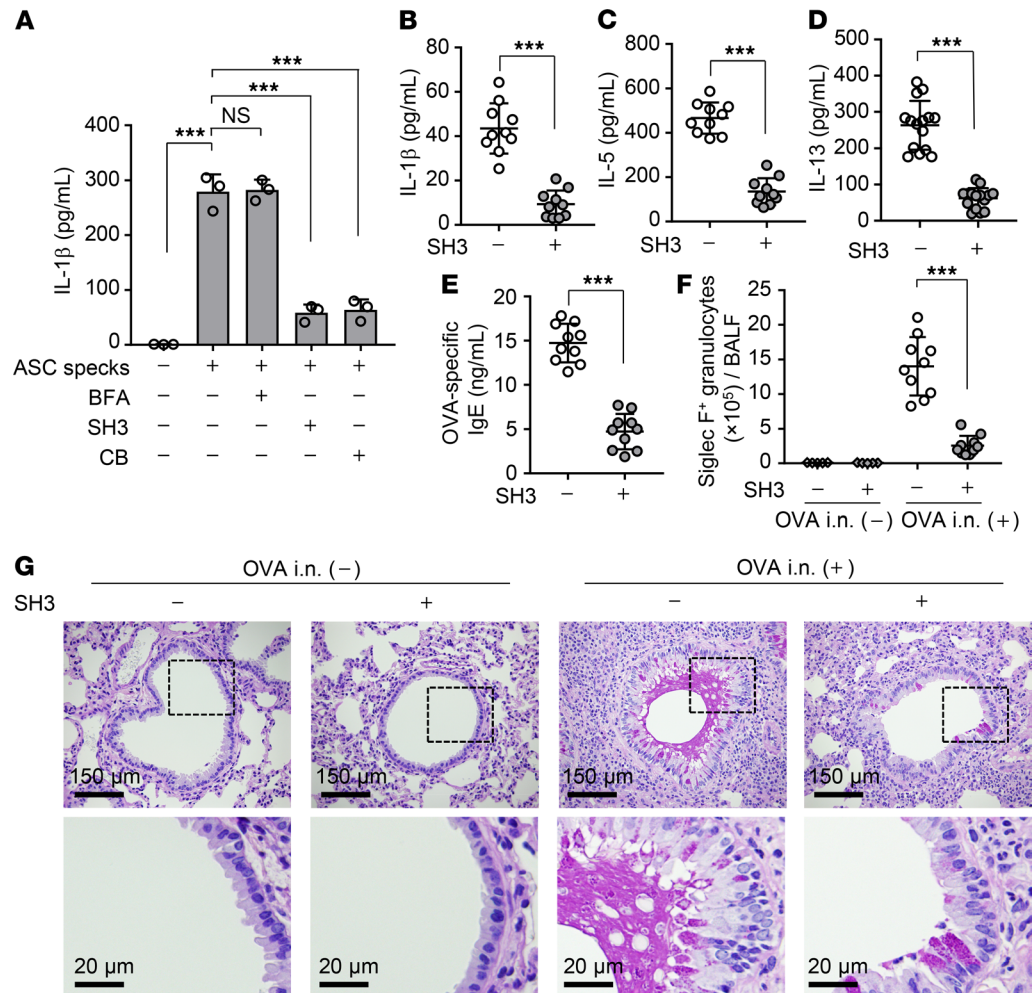 A
IL-1β (pg/mL)
400
300
200
100
0
***
***
***
NS
ASC specks – + + + +
BFA – – + – –
SH3 – – – + –
CB – – – – +
B
IL-1β (pg/mL)
80
60
40
20
0
***
SH3 – +
C
IL-5 (pg/mL)
800
600
400
200
0
***
SH3 – +
D
IL-13 (pg/mL)
500
400
300
200
100
0
***
SH3 – +
E
OVA-specific
IgE (ng/mL)
20
15
10
5
0
***
SH3 – +
F
Siglec F⁺ granulocytes
(×10⁵) / BALF
25
20
15
10
5
0
***
SH3 – + – +
OVA i.n. (–) OVA i.n. (+)
G
OVA i.n. (–) OVA i.n. (+)
SH3 – + – +
150 μm 150 μm 150 μm 150 μm
20 μm 20 μm 20 μm 20 μm